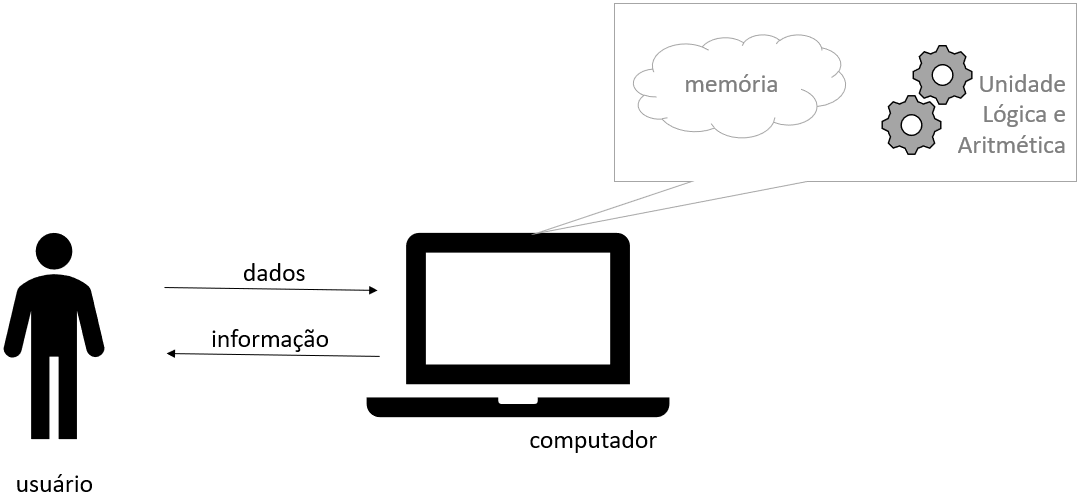 memória
Unidade
Lógica e
Aritmética
dados
informação
computador
usuário